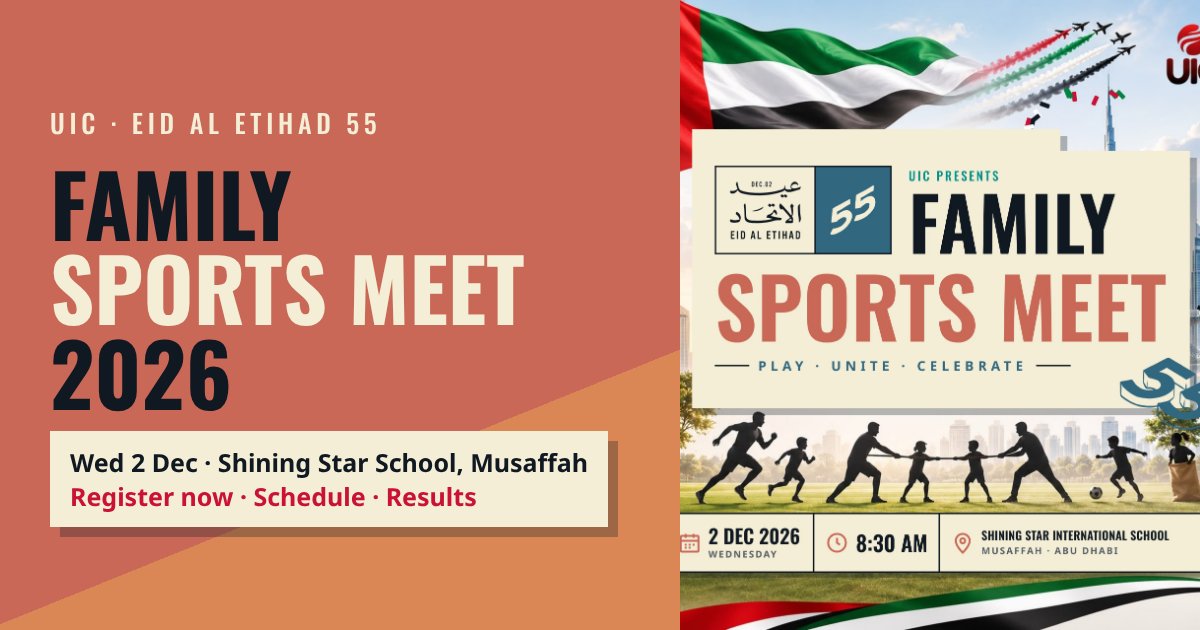 UIC · EID AL ETIHAD 55
FAMILY
SPORTS MEET
2026
Wed 2 Dec · Shining Star School, Musaffah
Register now · Schedule · Results
DEC.02
عيد
الاتحاد
EID AL ETIHAD
55
UIC PRESENTS
FAMILY
SPORTS MEET
PLAY · UNITE · CELEBRATE
2 DEC 2026
WEDNESDAY
8:30 AM
SHINING STAR INTERNATIONAL SCHOOL
MUSAFFAH - ABU DHABI